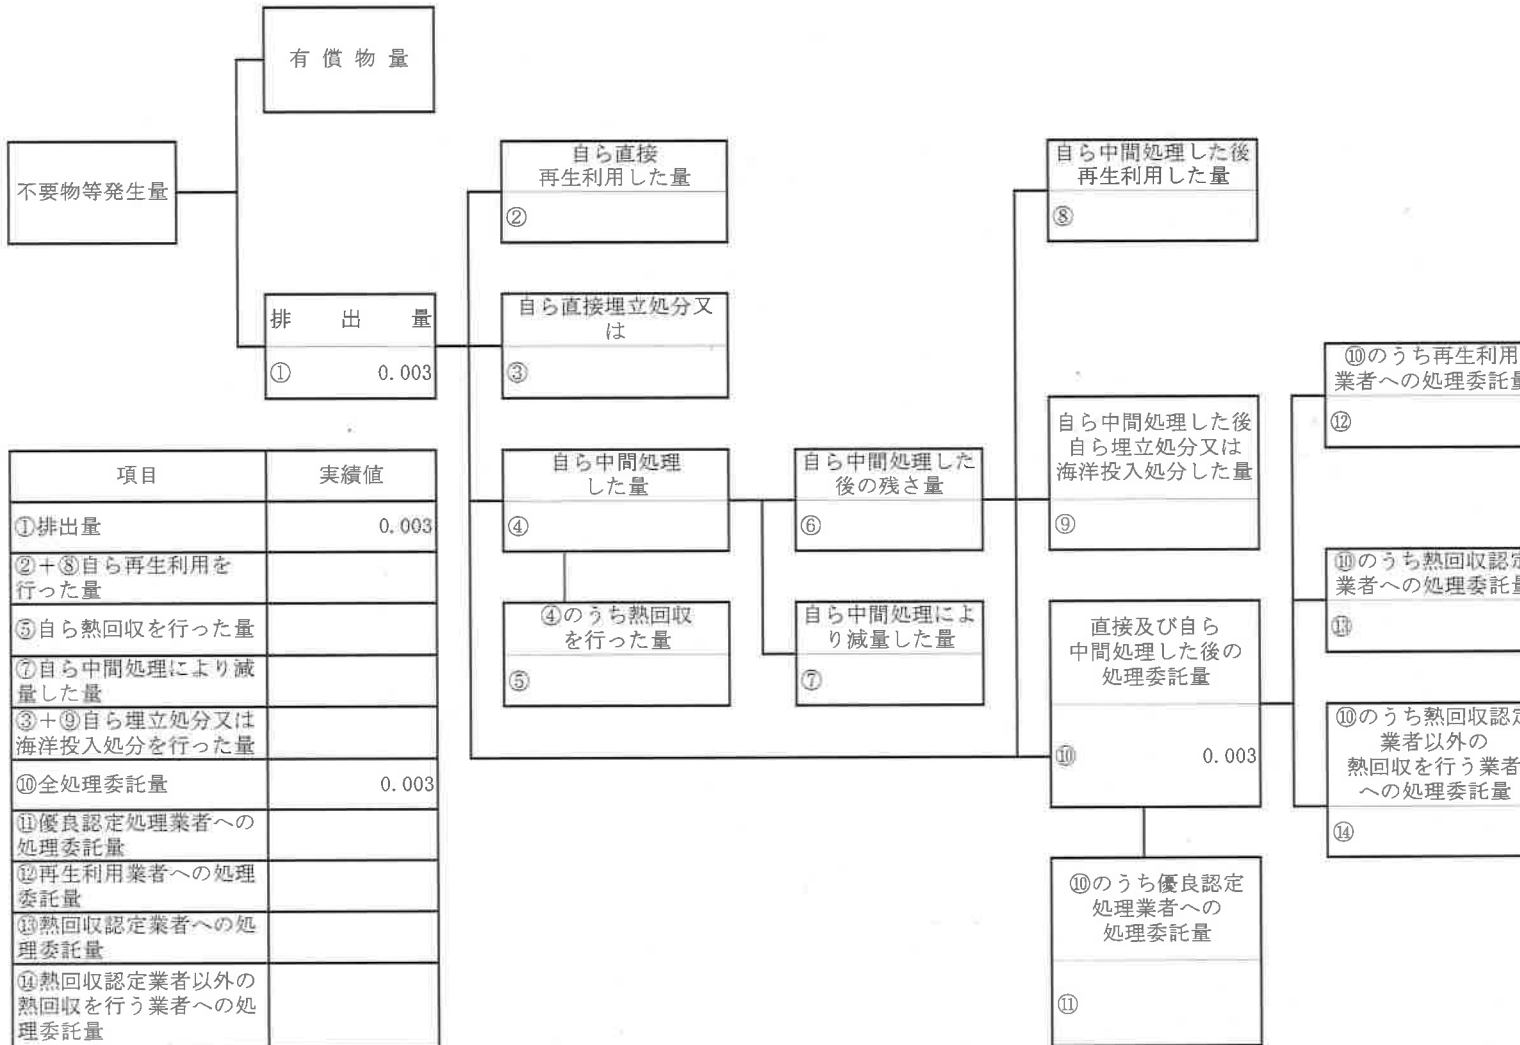 有償物量
不要物等発生量
排出量
① 0.003
自ら直接
再生利用した量
②
自ら直接埋立処分又
は
③
自ら中間処理
した量
④
④のうち熱回収
を行った量
⑤
自ら中間処理した
後の残さ量
⑥
自ら中間処理によ
り減量した量
⑦
自ら中間処理した後
再生利用した量
⑧
自ら中間処理した後
自ら埋立処分又は
海洋投入処分した量
⑨
直接及び自ら
中間処理した後の
処理委託量
⑩ 0.003
⑩のうち優良認定
処理業者への
処理委託量
⑪
⑩のうち再生利用
業者への処理委託量
⑫
⑩のうち熱回収認定
業者への処理委託量
⑬
⑩のうち熱回収認定
業者以外の
熱回収を行う業者
への処理委託量
⑭
項目 実績値
①排出量 0.003
②+⑧自ら再生利用を
行った量
⑤自ら熱回収を行った量
⑦自ら中間処理により減
量した量
③+⑨自ら埋立処分又は
海洋投入処分を行った量
⑩全処理委託量 0.003
⑪優良認定処理業者への
処理委託量
⑫再生利用業者への処理
委託量
⑬熱回収認定業者への処
理委託量
⑭熱回収認定業者以外の
熱回収を行う業者への処
理委託量